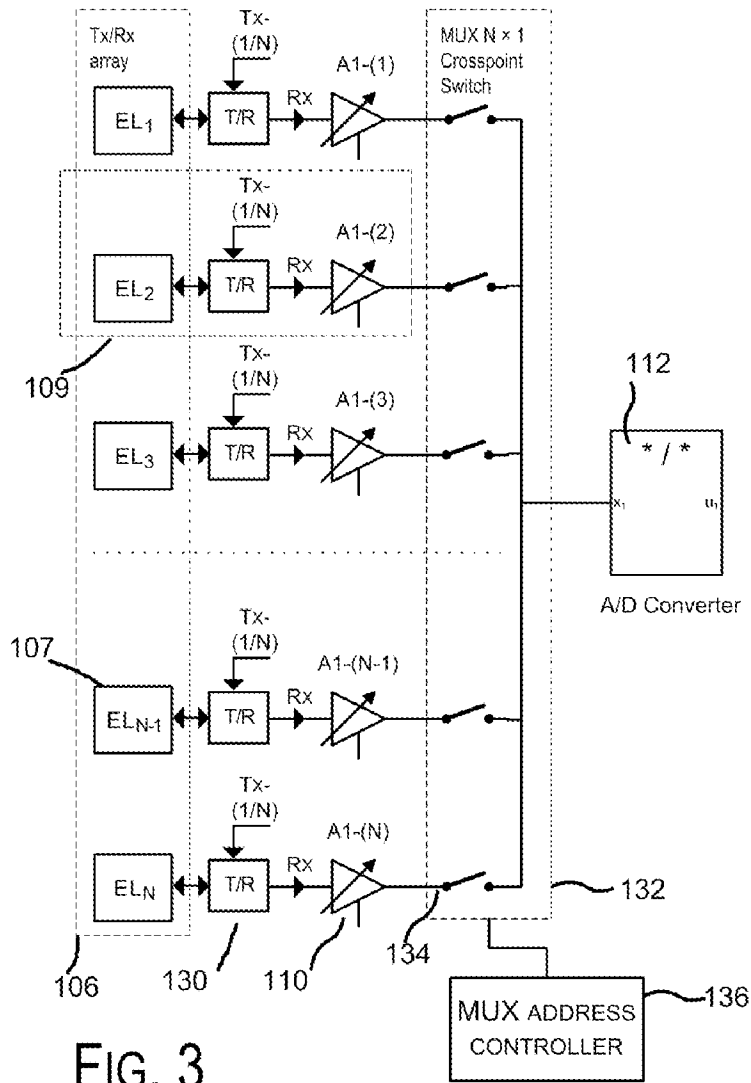 Tx/Rx
array
Tx-
(1/N)
MUX N × 1
Crosspoint
Switch
EL1
T/R
Rx
A1-(1)
Tx-
(1/N)
EL2
T/R
Rx
A1-(2)
109
Tx-
(1/N)
EL3
T/R
Rx
A1-(3)
112
* / *
x1
u1
A/D Converter
107
Tx-
(1/N)
ELN-1
T/R
Rx
A1-(N-1)
Tx-
(1/N)
ELN
T/R
Rx
A1-(N)
132
106
130
110
134
136
MUX ADDRESS
CONTROLLER
FIG. 3